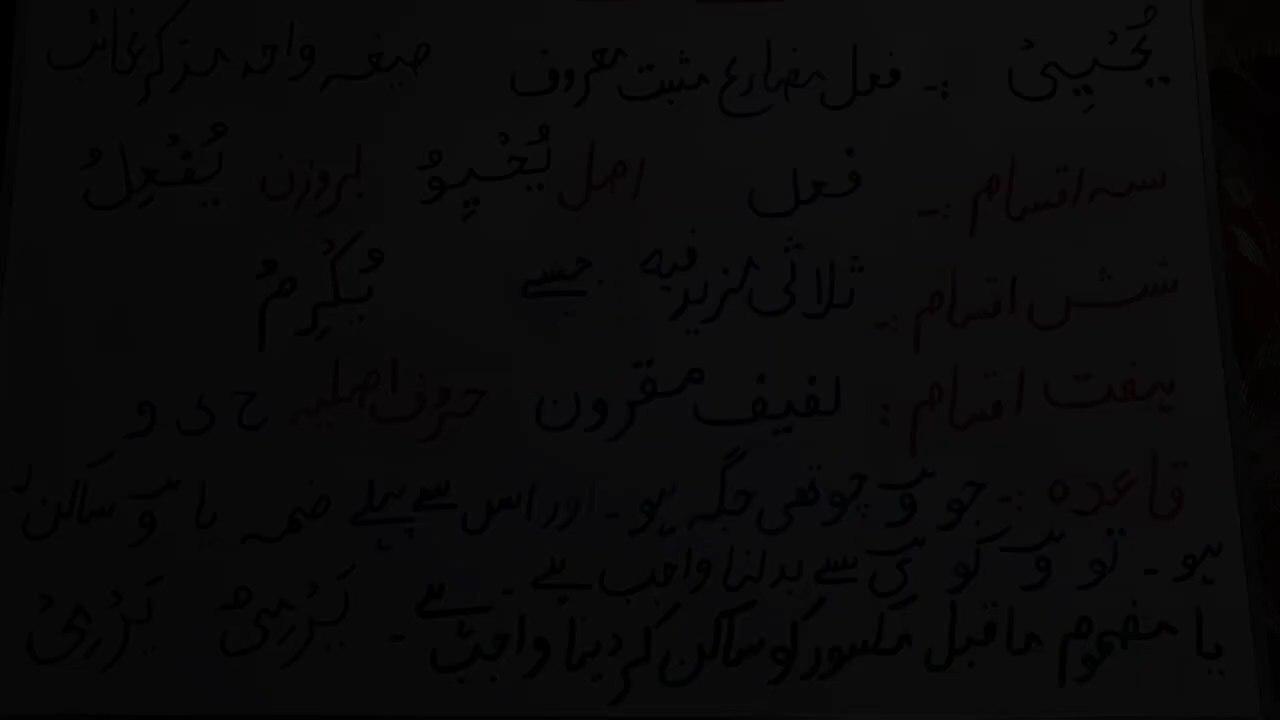 یُحْیِیْ :- فعل مضارع مثبت معروف صیغہ واحد مذکر غائب
سہ اقسام :- فعل اصل یُحْیِوُ بروزن یُفْعِلُ
شش اقسام :- ثلاثی مزید فیہ جسے یُکْرِمُ
ہفت اقسام : لفیف مقرون حروف اصلیہ ح ی و
قاعدہ :- جو و چوتھی جگہ ہو ۔ اور اس سے پہلے ضمہ یا و ساکن نہ
ہو ۔ تو و کو ی سے بدلنا واجب ہے ۔
یا مضموم ماقبل مکسور کو ساکن کر دینا واجب ہے ۔ یَرْمِیُ یَرْمِیْ